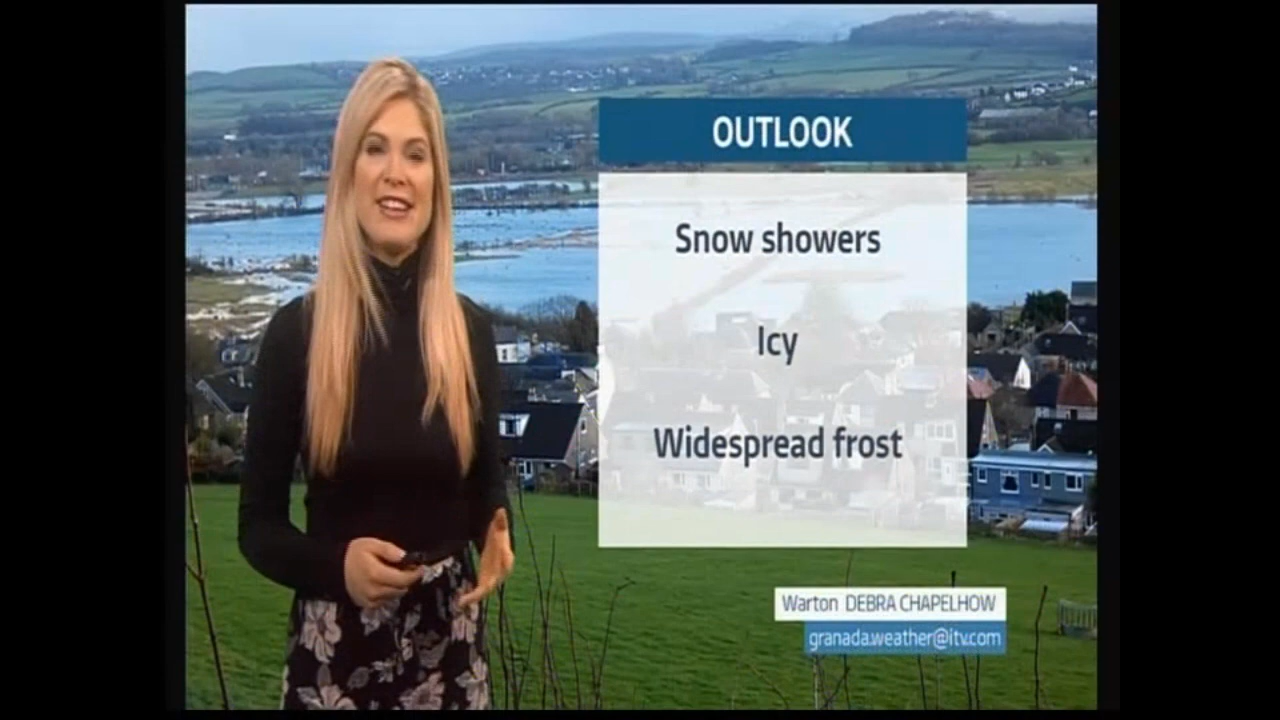 OUTLOOK
Snow showers
Icy
Widespread frost
Warton DEBRA CHAPELHOW
granada.weather@itv.com